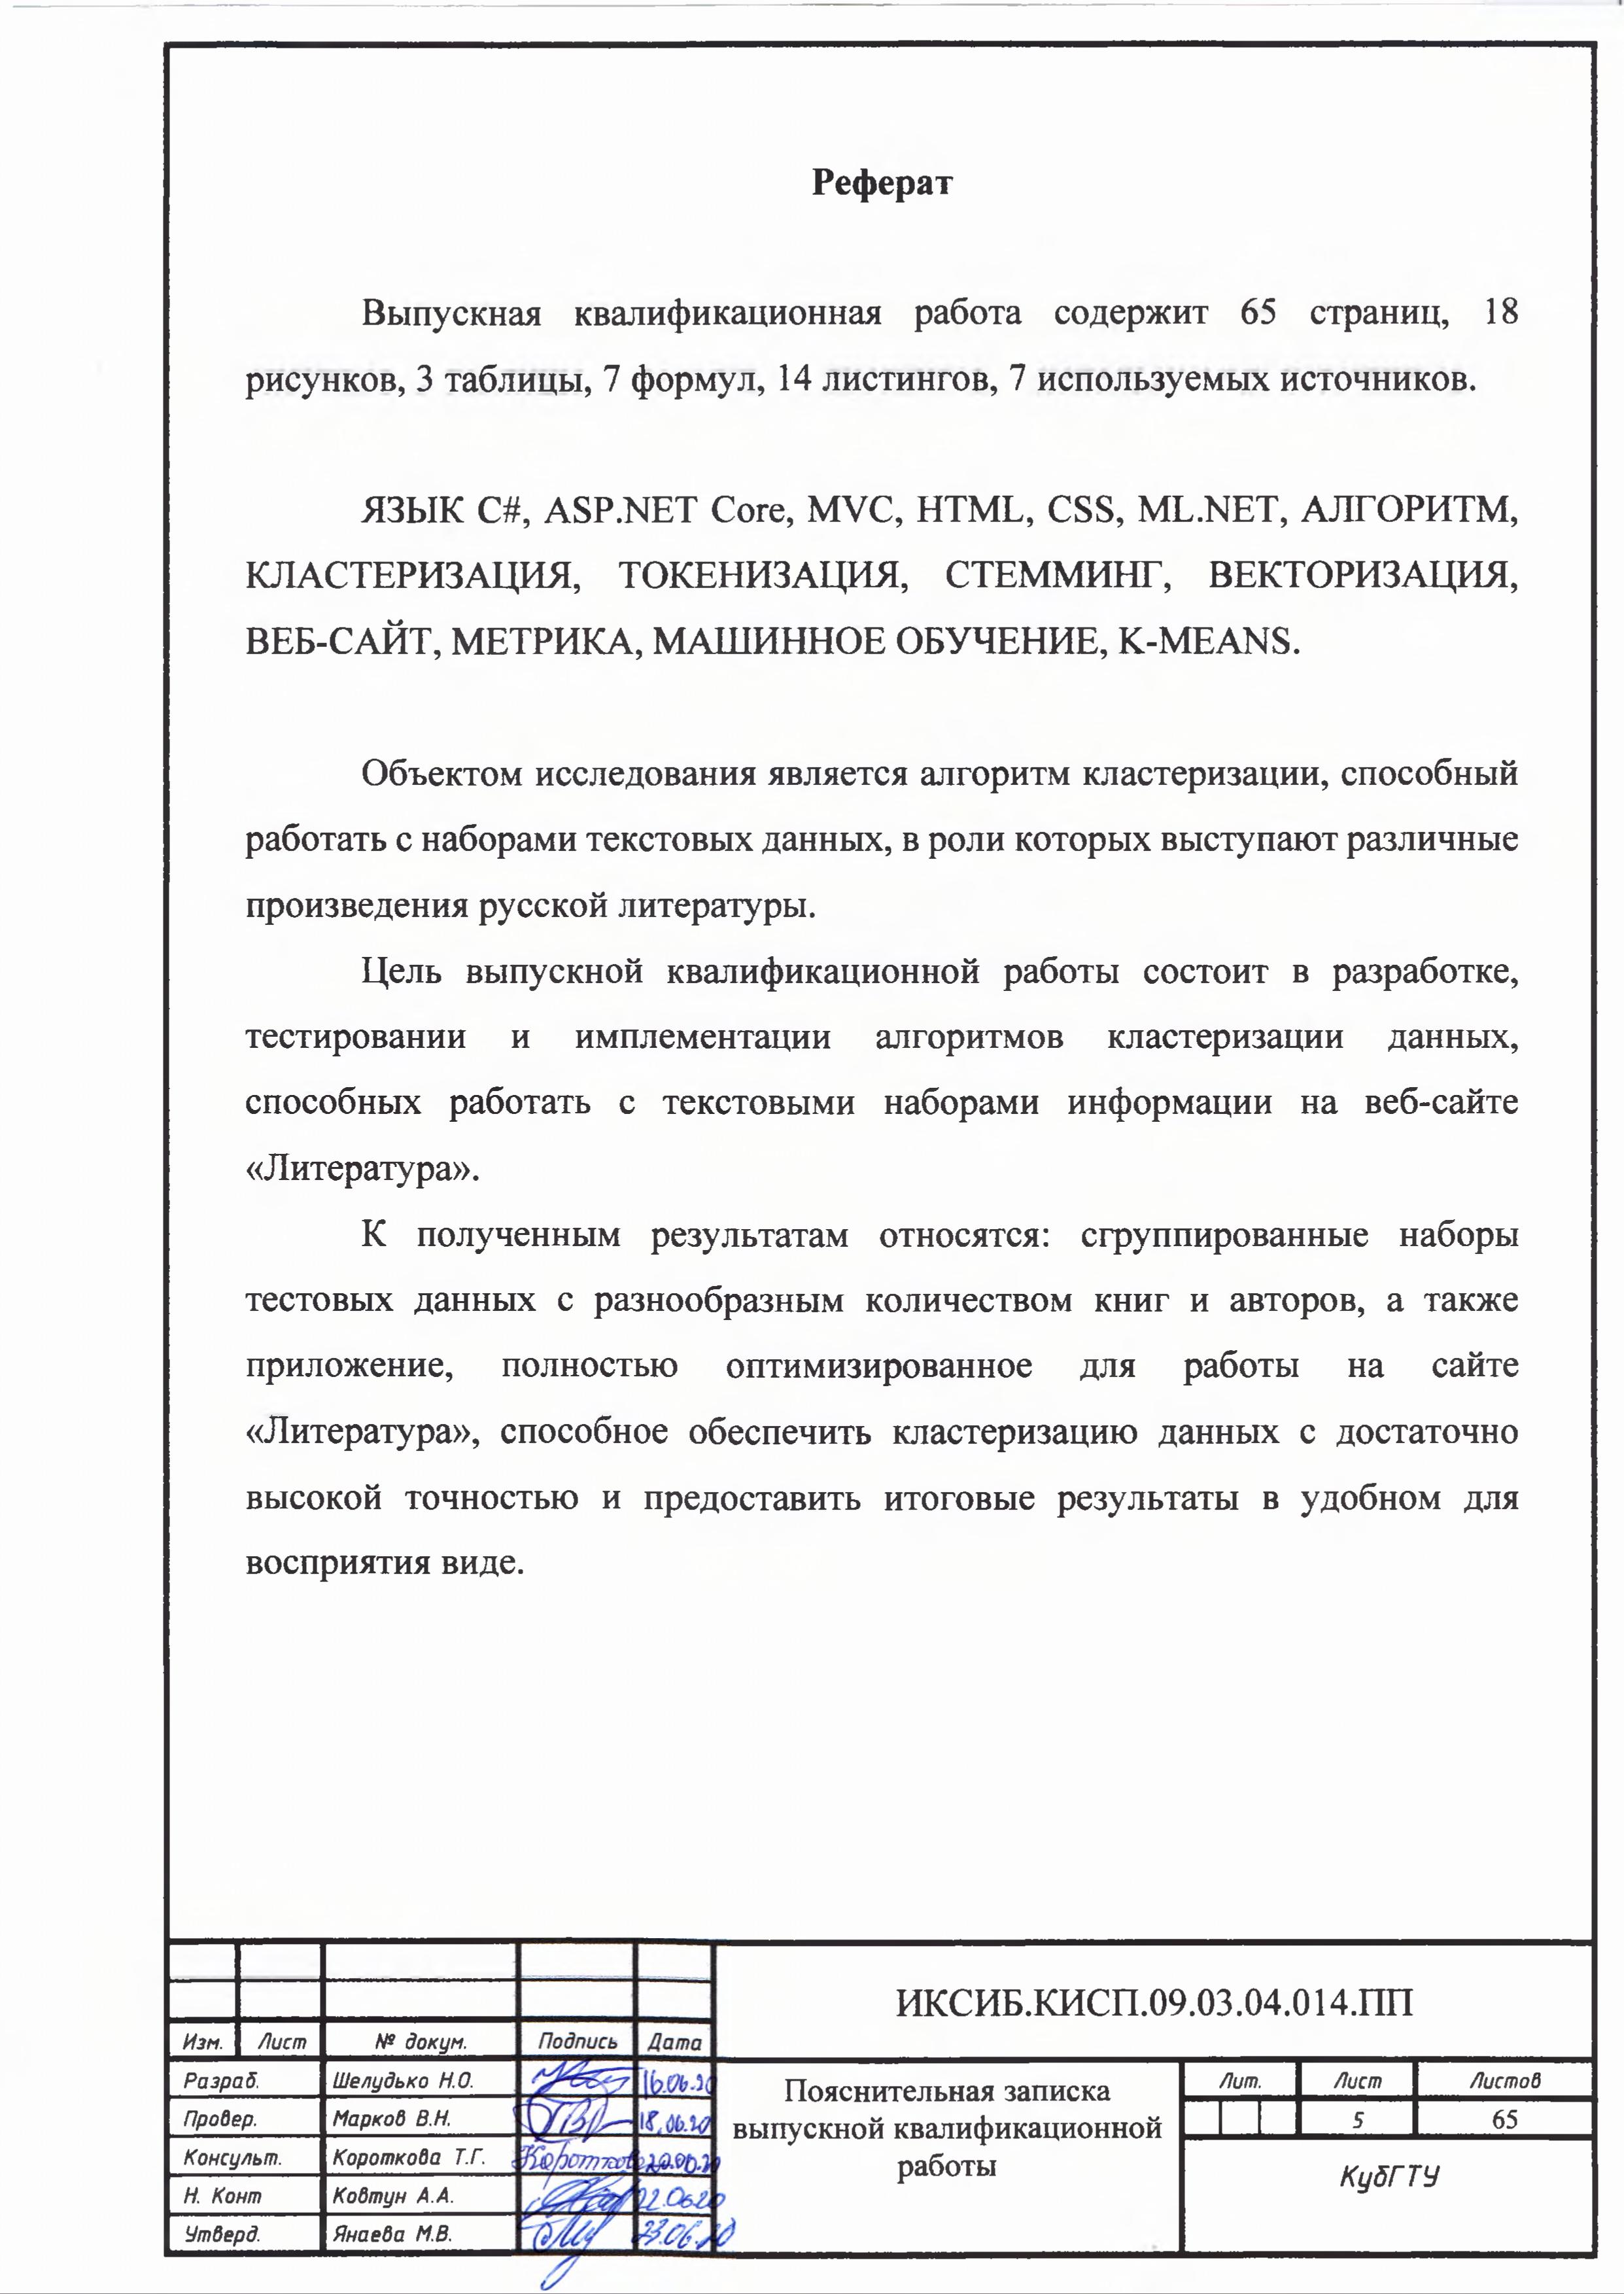 Реферат
Выпускная квалификационная работа содержит 65 страниц, 18
рисунков, 3 таблицы, 7 формул, 14 листингов, 7 используемых источников.
ЯЗЫК C#, ASP.NET Core, MVC, HTML, CSS, ML.NET, АЛГОРИТМ,
КЛАСТЕРИЗАЦИЯ, ТОКЕНИЗАЦИЯ, СТЕММИНГ, ВЕКТОРИЗАЦИЯ,
ВЕБ-САЙТ, МЕТРИКА, МАШИННОЕ ОБУЧЕНИЕ, K-MEANS.
Объектом исследования является алгоритм кластеризации, способный
работать с наборами текстовых данных, в роли которых выступают различные
произведения русской литературы.
Цель выпускной квалификационной работы состоит в разработке,
тестировании и имплементации алгоритмов кластеризации данных,
способных работать с текстовыми наборами информации на веб-сайте
«Литература».
К полученным результатам относятся: сгруппированные наборы
тестовых данных с разнообразным количеством книг и авторов, а также
приложение, полностью оптимизированное для работы на сайте
«Литература», способное обеспечить кластеризацию данных с достаточно
высокой точностью и предоставить итоговые результаты в удобном для
восприятия виде.
ИКСИБ.КИСП.09.03.04.014.ПП
Изм. Лист № докум. Подпись Дата
Разраб. Шелудько Н.О. 16.06.20
Провер. Марков В.Н. 18.06.20
Консульт. Короткова Т.Г. 20.06.20
Н. Конт Ковтун А.А. 22.06.20
Утверд. Янаева М.В. 23.06.20
Пояснительная записка
выпускной квалификационной
работы
Лит. Лист Листов
5 65
КубГТУ